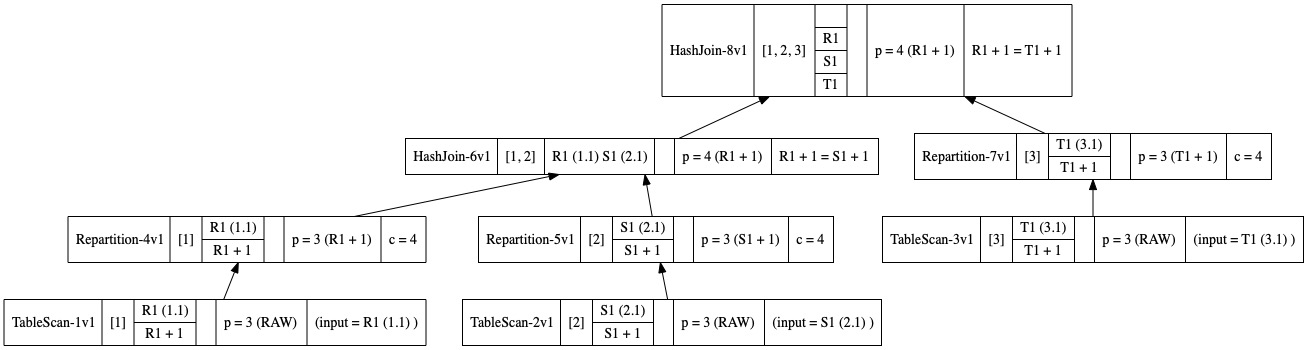 HashJoin-8v1 [1, 2, 3] R1 S1 T1 p = 4 (R1 + 1) R1 + 1 = T1 + 1
HashJoin-6v1 [1, 2] R1 (1.1) S1 (2.1) p = 4 (R1 + 1) R1 + 1 = S1 + 1
Repartition-7v1 [3] T1 (3.1) T1 + 1 p = 3 (T1 + 1) c = 4
Repartition-4v1 [1] R1 (1.1) R1 + 1 p = 3 (R1 + 1) c = 4
Repartition-5v1 [2] S1 (2.1) S1 + 1 p = 3 (S1 + 1) c = 4
TableScan-3v1 [3] T1 (3.1) T1 + 1 p = 3 (RAW) (input = T1 (3.1) )
TableScan-1v1 [1] R1 (1.1) R1 + 1 p = 3 (RAW) (input = R1 (1.1) )
TableScan-2v1 [2] S1 (2.1) S1 + 1 p = 3 (RAW) (input = S1 (2.1) )